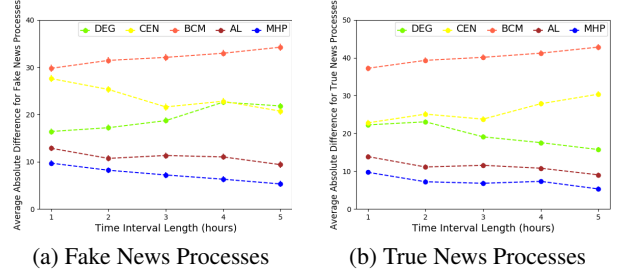 DEG CEN BCM AL MHP
Average Absolute Difference for Fake News Processes
40
30
20
10
0
1 2 3 4 5
Time Interval Length (hours)
(a) Fake News Processes
DEG CEN BCM AL MHP
Average Absolute Difference for True News Processes
50
40
30
20
10
0
1 2 3 4 5
Time Interval Length (hours)
(b) True News Processes